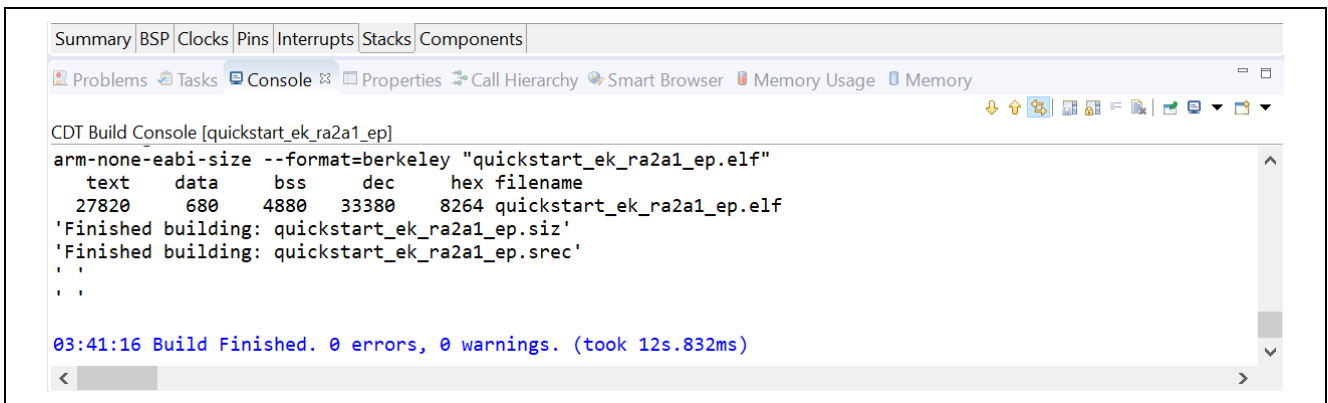 Summary BSP Clocks Pins Interrupts Stacks Components
Problems Tasks Console Properties Call Hierarchy Smart Browser Memory Usage Memory
CDT Build Console [quickstart_ek_ra2a1_ep]
arm-none-eabi-size --format=berkeley "quickstart_ek_ra2a1_ep.elf"
   text    data     bss     dec     hex filename
  27820     680    4880   33380    8264 quickstart_ek_ra2a1_ep.elf
'Finished building: quickstart_ek_ra2a1_ep.siz'
'Finished building: quickstart_ek_ra2a1_ep.srec'
' '
' '
03:41:16 Build Finished. 0 errors, 0 warnings. (took 12s.832ms)